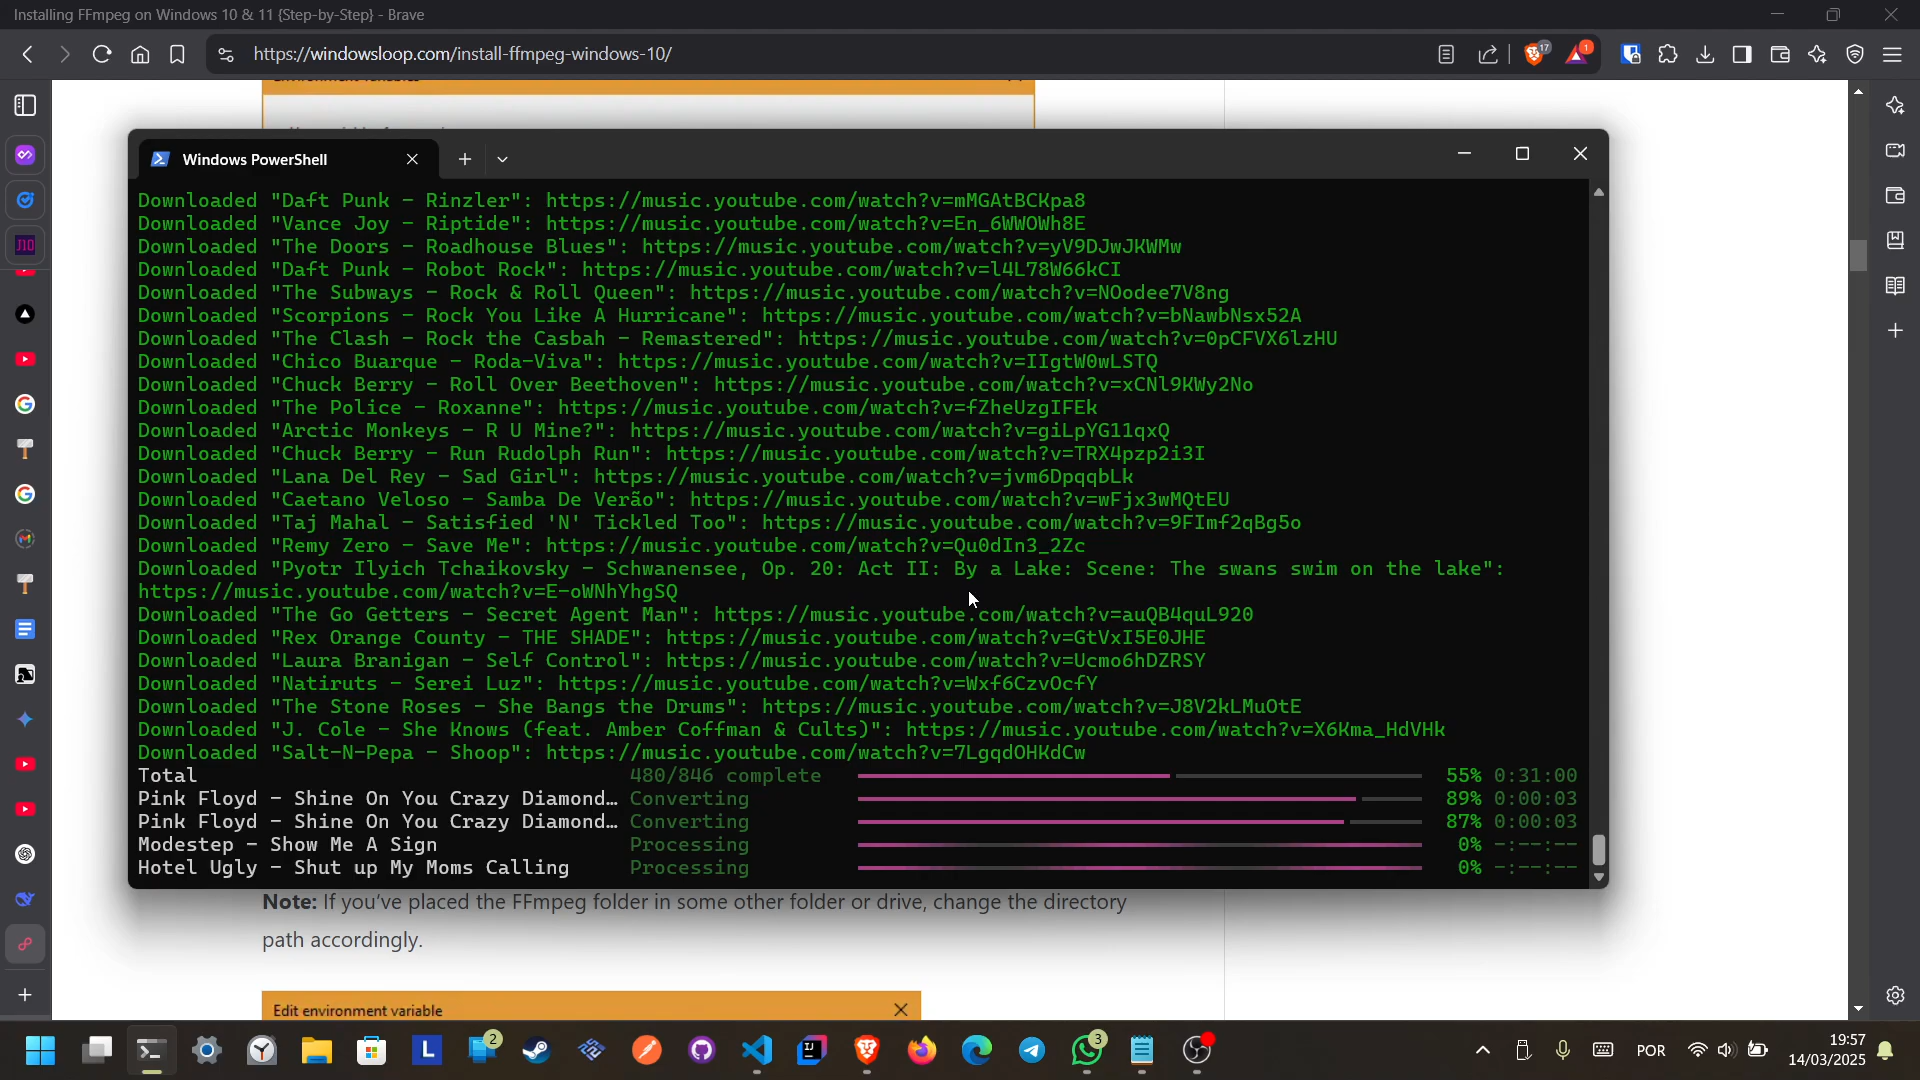 Installing FFmpeg on Windows 10 & 11 {Step-by-Step} - Brave
https://windowsloop.com/install-ffmpeg-windows-10/
17
1
Windows PowerShell
Downloaded "Daft Punk - Rinzler": https://music.youtube.com/watch?v=mMGAtBCKpa8
Downloaded "Vance Joy - Riptide": https://music.youtube.com/watch?v=En_6WWOWh8E
Downloaded "The Doors - Roadhouse Blues": https://music.youtube.com/watch?v=yV9DJwJKWMw
Downloaded "Daft Punk - Robot Rock": https://music.youtube.com/watch?v=l4L78W66kCI
Downloaded "The Subways - Rock & Roll Queen": https://music.youtube.com/watch?v=NOodee7V8ng
Downloaded "Scorpions - Rock You Like A Hurricane": https://music.youtube.com/watch?v=bNawbNsx52A
Downloaded "The Clash - Rock the Casbah - Remastered": https://music.youtube.com/watch?v=0pCFVX6lzHU
Downloaded "Chico Buarque - Roda-Viva": https://music.youtube.com/watch?v=IIgtW0wLSTQ
Downloaded "Chuck Berry - Roll Over Beethoven": https://music.youtube.com/watch?v=xCNl9KWy2No
Downloaded "The Police - Roxanne": https://music.youtube.com/watch?v=fZheUzgIFEk
Downloaded "Arctic Monkeys - R U Mine?": https://music.youtube.com/watch?v=giLpYG11qxQ
Downloaded "Chuck Berry - Run Rudolph Run": https://music.youtube.com/watch?v=TRX4pzp2i3I
Downloaded "Lana Del Rey - Sad Girl": https://music.youtube.com/watch?v=jvm6DpqqbLk
Downloaded "Caetano Veloso - Samba De Verão": https://music.youtube.com/watch?v=wFjx3wMQtEU
Downloaded "Taj Mahal - Satisfied 'N' Tickled Too": https://music.youtube.com/watch?v=9FImf2qBg5o
Downloaded "Remy Zero - Save Me": https://music.youtube.com/watch?v=Qu0dIn3_2Zc
Downloaded "Pyotr Ilyich Tchaikovsky - Schwanensee, Op. 20: Act II: By a Lake: Scene: The swans swim on the lake":
https://music.youtube.com/watch?v=E-oWNhYhgSQ
Downloaded "The Go Getters - Secret Agent Man": https://music.youtube.com/watch?v=auQB4quL920
Downloaded "Rex Orange County - THE SHADE": https://music.youtube.com/watch?v=GtVxI5E0JHE
Downloaded "Laura Branigan - Self Control": https://music.youtube.com/watch?v=Ucmo6hDZRSY
Downloaded "Natiruts - Serei Luz": https://music.youtube.com/watch?v=Wxf6CzvOcfY
Downloaded "The Stone Roses - She Bangs the Drums": https://music.youtube.com/watch?v=J8V2kLMuOtE
Downloaded "J. Cole - She Knows (feat. Amber Coffman & Cults)": https://music.youtube.com/watch?v=X6Kma_HdVHk
Downloaded "Salt-N-Pepa - Shoop": https://music.youtube.com/watch?v=7LgqdOHKdCw
Total 480/846 complete 55% 0:31:00
Pink Floyd - Shine On You Crazy Diamond… Converting 89% 0:00:03
Pink Floyd - Shine On You Crazy Diamond… Converting 87% 0:00:03
Modestep - Show Me A Sign Processing 0% -:--:--
Hotel Ugly - Shut up My Moms Calling Processing 0% -:--:--
Note: If you've placed the FFmpeg folder in some other folder or drive, change the directory
path accordingly.
Edit environment variable
L
2
3
POR
19:57
14/03/2025